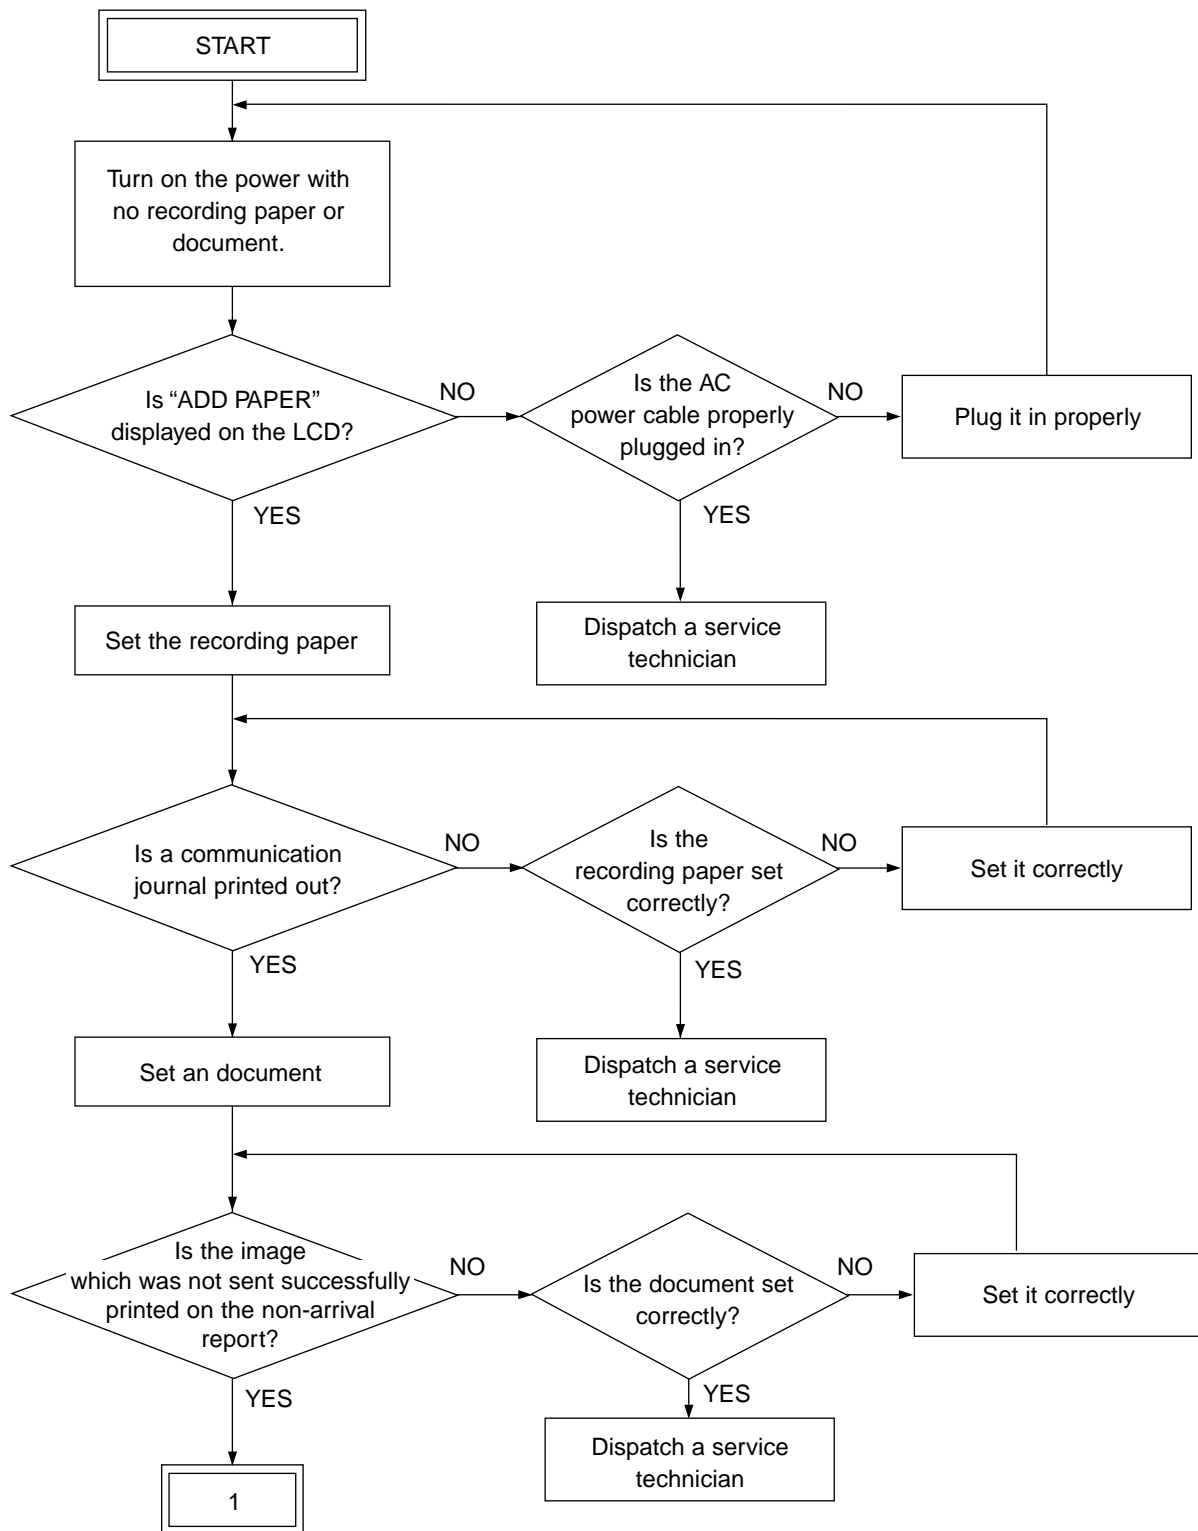 START
Turn on the power with
no recording paper or
document.
Is “ADD PAPER”
displayed on the LCD?
NO
Is the AC
power cable properly
plugged in?
NO
Plug it in properly
YES
YES
Set the recording paper
Dispatch a service
technician
Is a communication
journal printed out?
NO
Is the
recording paper set
correctly?
NO
Set it correctly
YES
YES
Set an document
Dispatch a service
technician
Is the image
which was not sent successfully
printed on the non-arrival
report?
NO
Is the document set
correctly?
NO
Set it correctly
YES
YES
Dispatch a service
technician
1